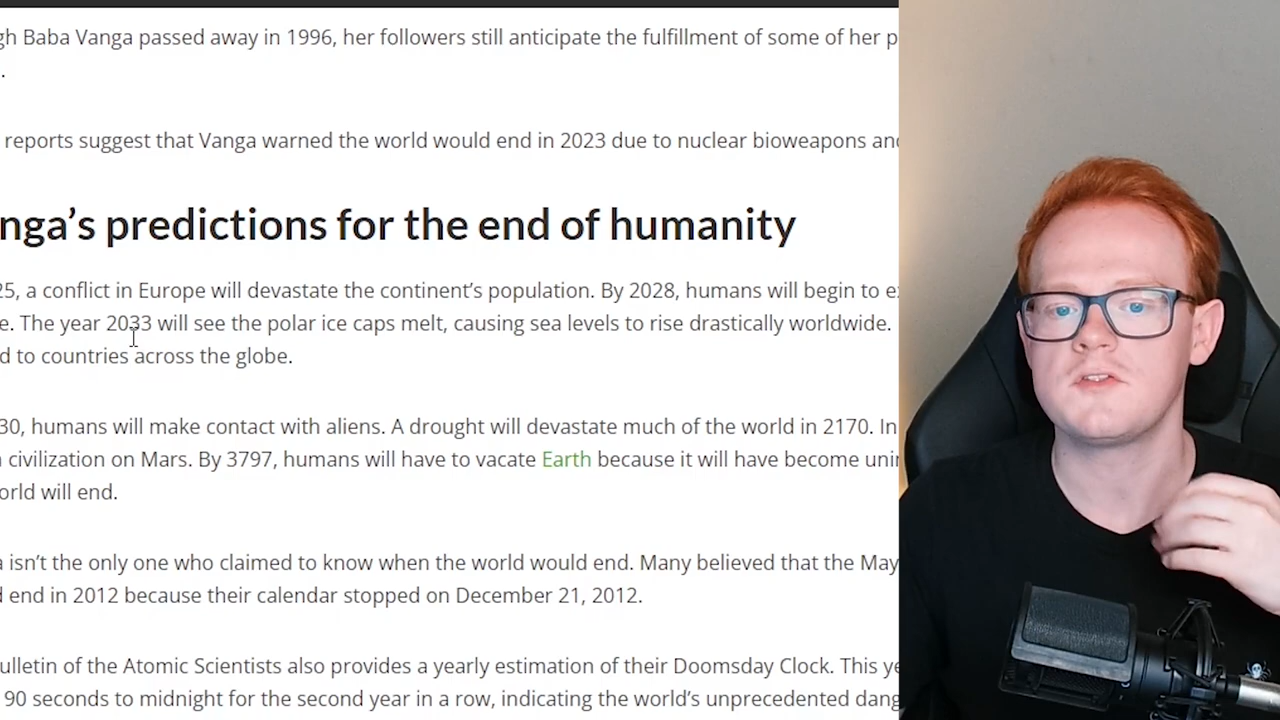 gh Baba Vanga passed away in 1996, her followers still anticipate the fulfillment of some of her p
.
reports suggest that Vanga warned the world would end in 2023 due to nuclear bioweapons and
nga’s predictions for the end of humanity
25, a conflict in Europe will devastate the continent’s population. By 2028, humans will begin to e
e. The year 2033 will see the polar ice caps melt, causing sea levels to rise drastically worldwide.
d to countries across the globe.
30, humans will make contact with aliens. A drought will devastate much of the world in 2170. In
civilization on Mars. By 3797, humans will have to vacate Earth because it will have become unin
orld will end.
a isn’t the only one who claimed to know when the world would end. Many believed that the May
d end in 2012 because their calendar stopped on December 21, 2012.
ulletin of the Atomic Scientists also provides a yearly estimation of their Doomsday Clock. This ye
90 seconds to midnight for the second year in a row, indicating the world’s unprecedented dang